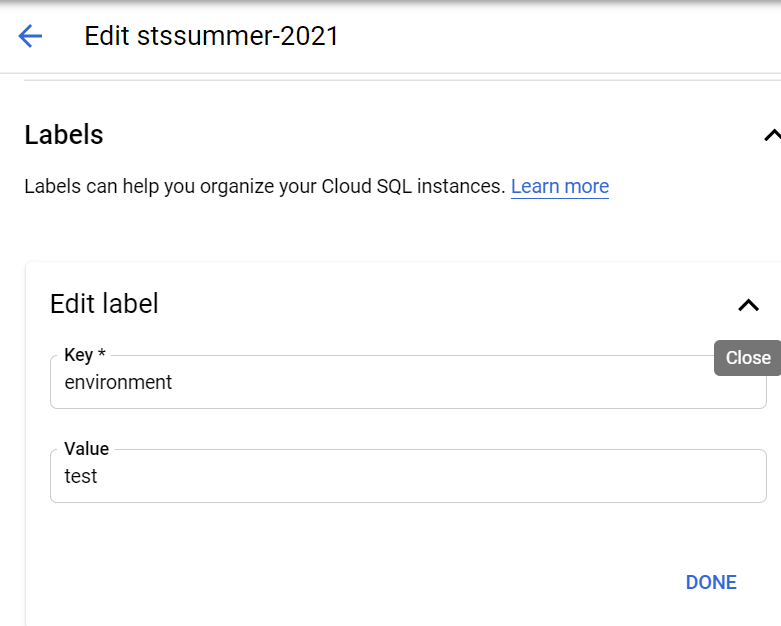 Edit stssummer-2021
Labels
Labels can help you organize your Cloud SQL instances. Learn more
Edit label
Close
Key *
environment
Value
test
DONE